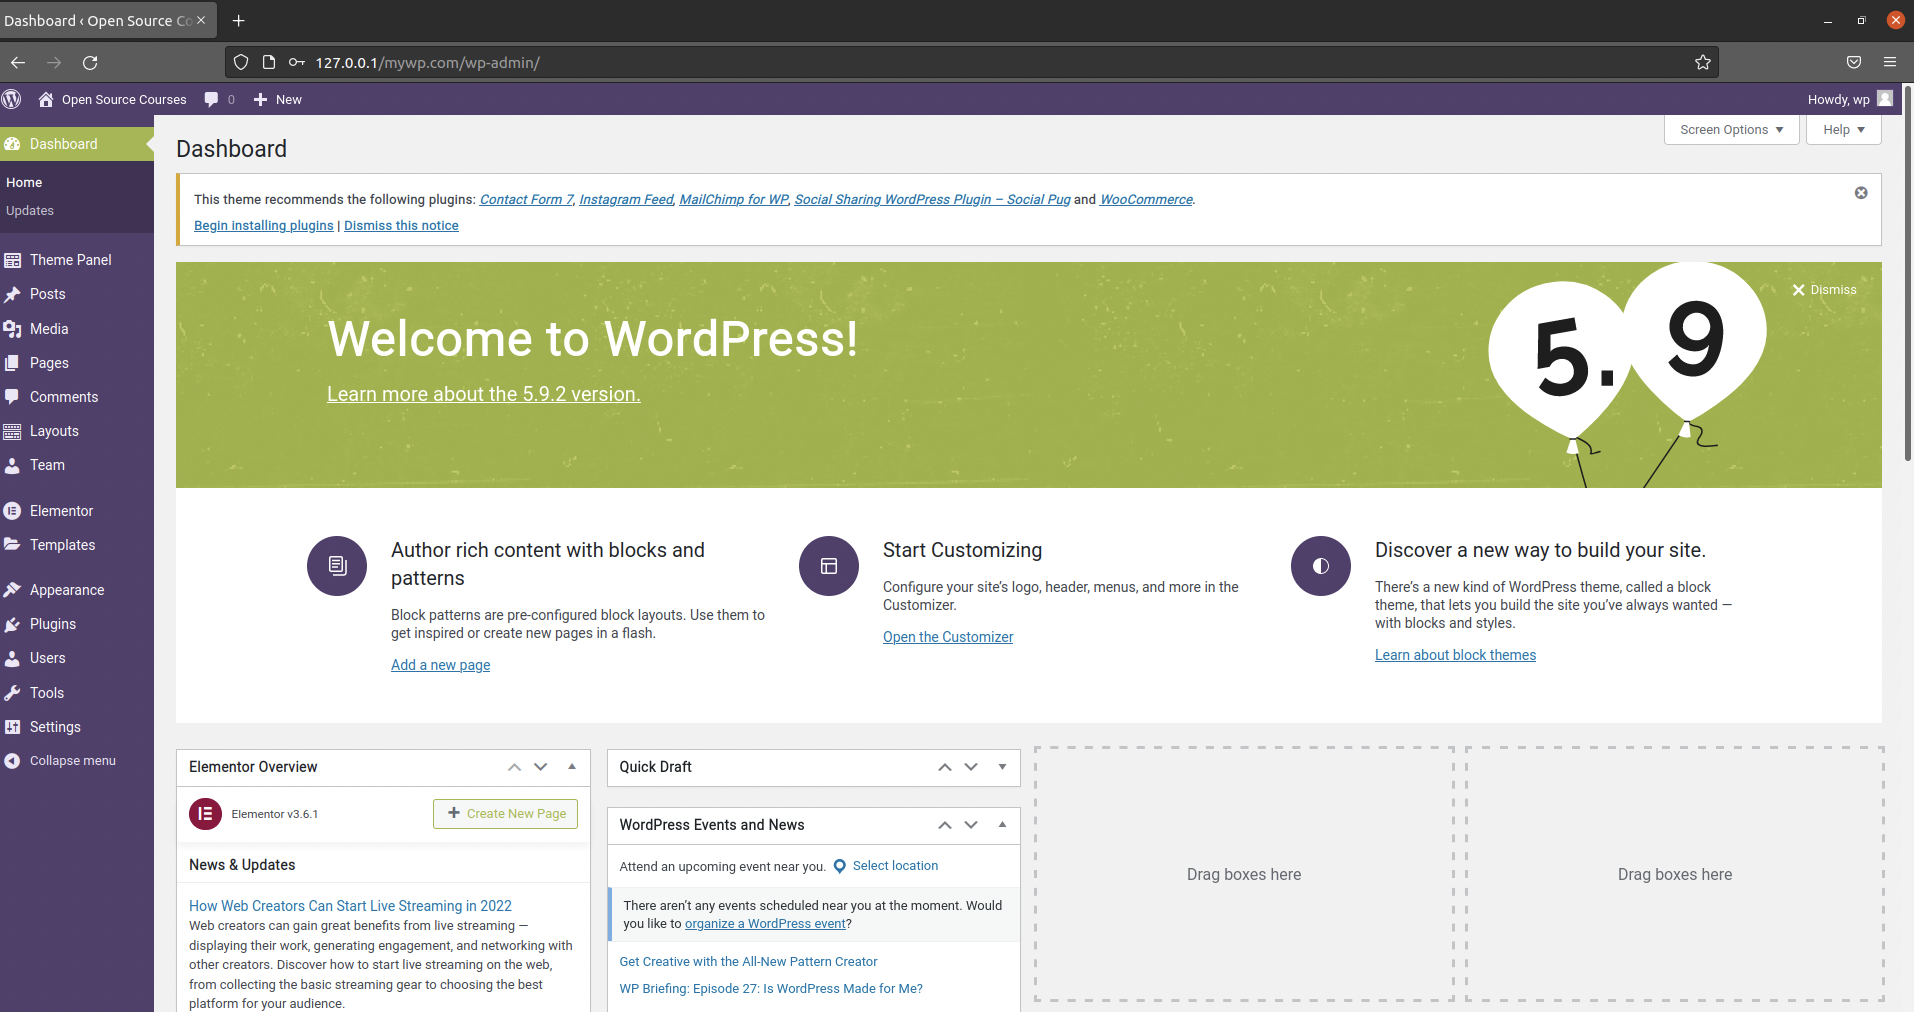 Dashboard ‹ Open Source Co
127.0.0.1/mywp.com/wp-admin/
Open Source Courses 0 New Howdy, wp
Screen Options Help
Dashboard
Home
Updates
Theme Panel
Posts
Media
Pages
Comments
Layouts
Team
Elementor
Templates
Appearance
Plugins
Users
Tools
Settings
Collapse menu
Dashboard
This theme recommends the following plugins: Contact Form 7, Instagram Feed, MailChimp for WP, Social Sharing WordPress Plugin – Social Pug and WooCommerce.
Begin installing plugins | Dismiss this notice
Welcome to WordPress!
Learn more about the 5.9.2 version.
5.9
Dismiss
Author rich content with blocks and
patterns
Block patterns are pre-configured block layouts. Use them to
get inspired or create new pages in a flash.
Add a new page
Start Customizing
Configure your site’s logo, header, menus, and more in the
Customizer.
Open the Customizer
Discover a new way to build your site.
There’s a new kind of WordPress theme, called a block
theme, that lets you build the site you’ve always wanted —
with blocks and styles.
Learn about block themes
Elementor Overview
Elementor v3.6.1
Create New Page
News & Updates
How Web Creators Can Start Live Streaming in 2022
Web creators can gain great benefits from live streaming —
displaying their work, generating engagement, and networking with
other creators. Discover how to start live streaming on the web,
from collecting the basic streaming gear to choosing the best
platform for your audience.
Quick Draft
WordPress Events and News
Attend an upcoming event near you. Select location
There aren’t any events scheduled near you at the moment. Would
you like to organize a WordPress event?
Get Creative with the All-New Pattern Creator
WP Briefing: Episode 27: Is WordPress Made for Me?
Drag boxes here
Drag boxes here